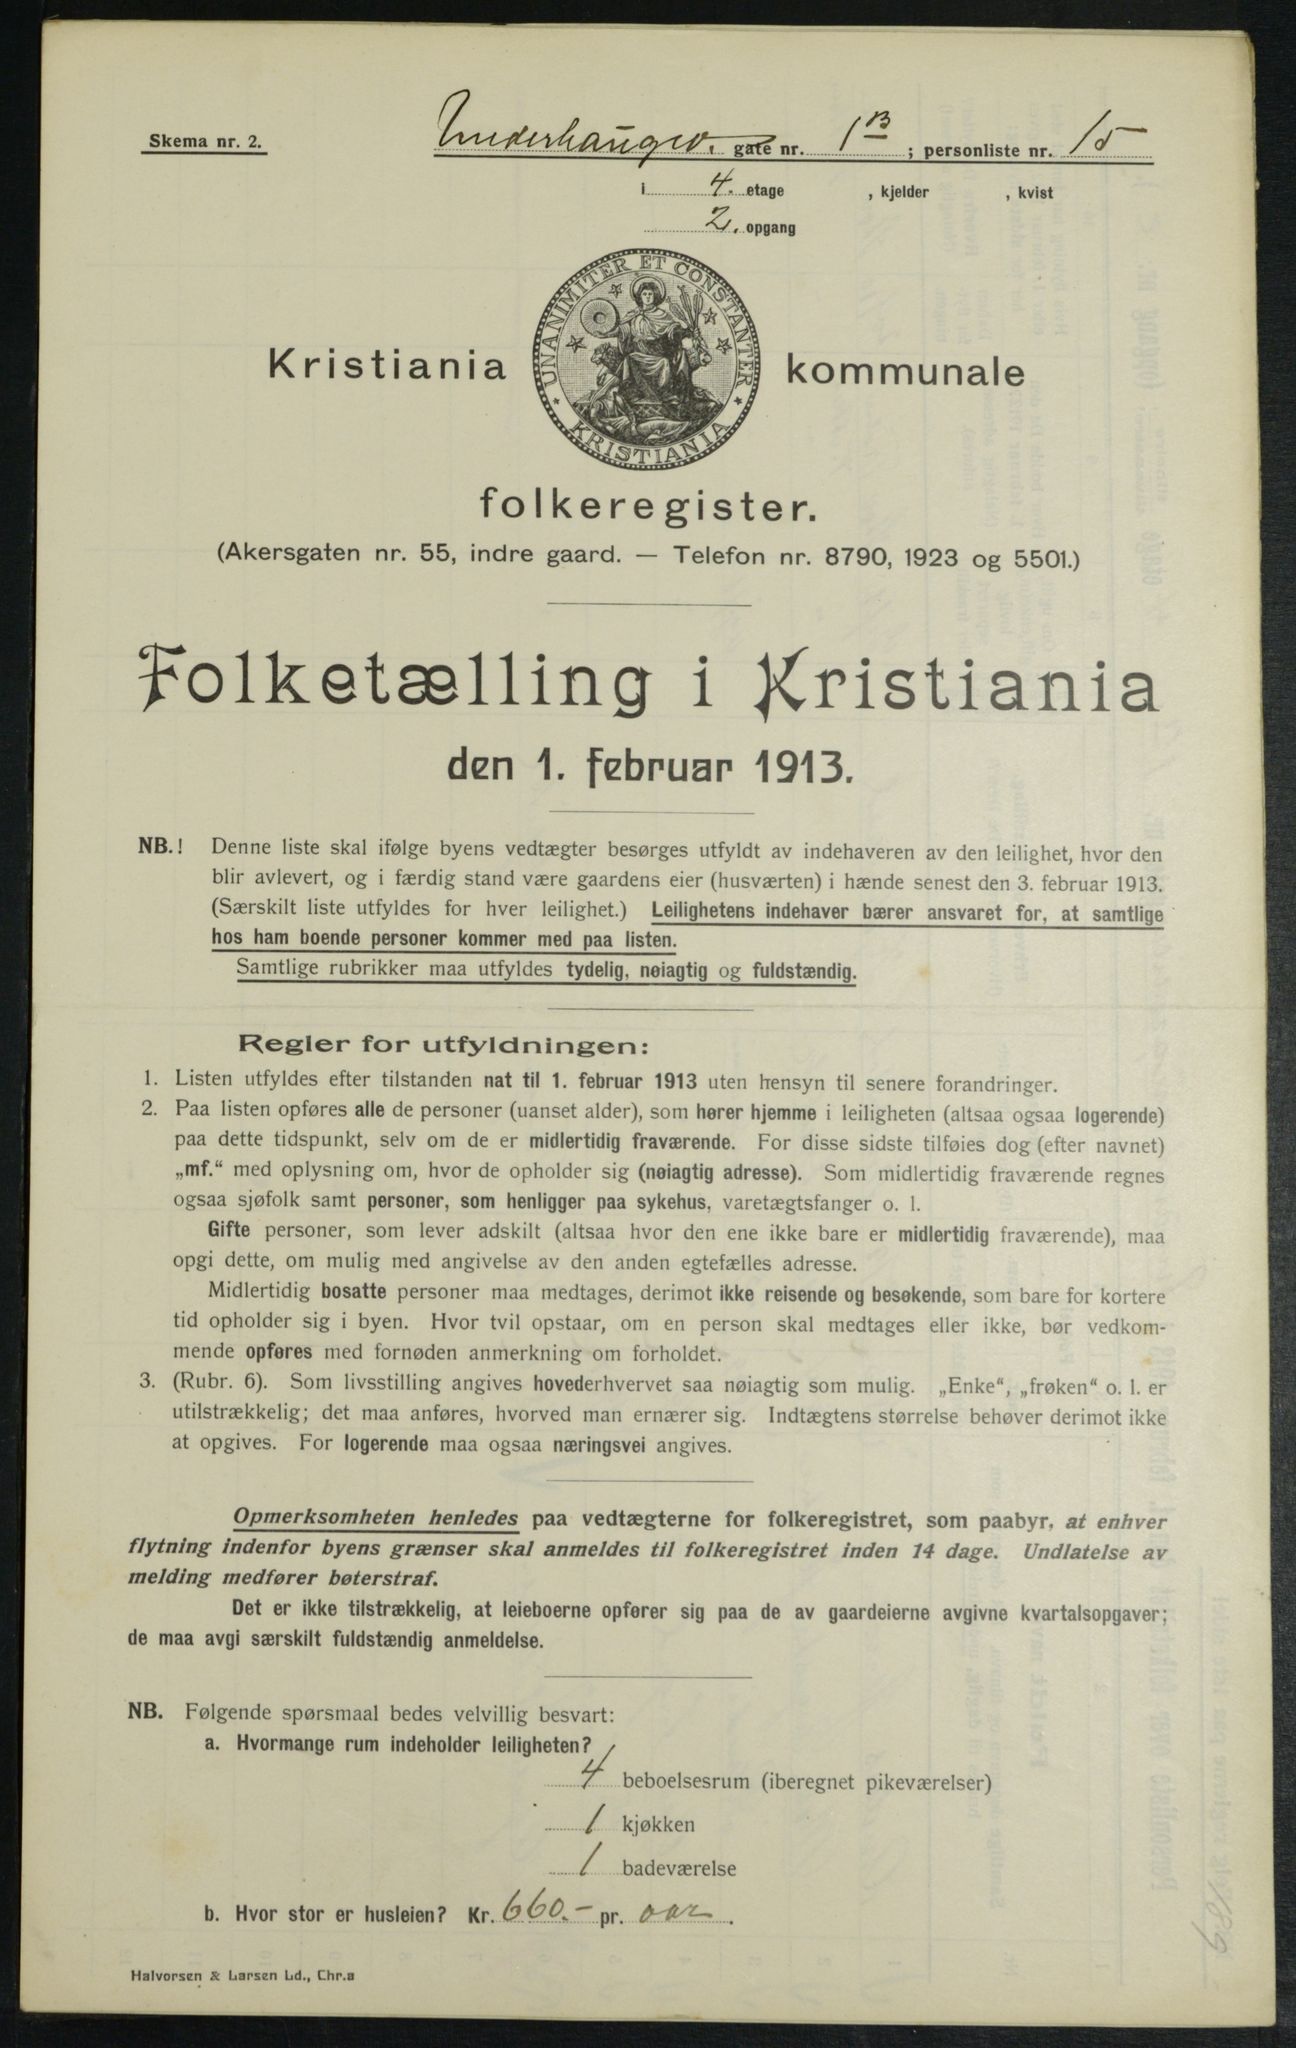 Skema nr. 2.
Underhaugsv. gate nr. 1B; personliste nr. 15
i 4. etage , kjelder , kvist
2. opgang
UNANIMITER ET CONSTANTER
KRISTIANIA
Kristiania kommunale
folkeregister.
(Akersgaten nr. 55, indre gaard. — Telefon nr. 8790, 1923 og 5501.)
Folketælling i Kristiania
den 1. februar 1913.
NB.! Denne liste skal ifølge byens vedtægter besørges utfyldt av indehaveren av den leilighet, hvor den
blir avlevert, og i færdig stand være gaardens eier (husværten) i hænde senest den 3. februar 1913.
(Særskilt liste utfyldes for hver leilighet.) Leilighetens indehaver bærer ansvaret for, at samtlige
hos ham boende personer kommer med paa listen.
Samtlige rubrikker maa utfyldes tydelig, nøiagtig og fuldstændig.
Regler for utfyldningen:
1. Listen utfyldes efter tilstanden nat til 1. februar 1913 uten hensyn til senere forandringer.
2. Paa listen opføres alle de personer (uanset alder), som hører hjemme i leiligheten (altsaa ogsaa logerende)
paa dette tidspunkt, selv om de er midlertidig fraværende. For disse sidste tilføies dog (efter navnet)
„mf.“ med oplysning om, hvor de opholder sig (nøiagtig adresse). Som midlertidig fraværende regnes
ogsaa sjøfolk samt personer, som henligger paa sykehus, varetægtsfanger o. l.
Gifte personer, som lever adskilt (altsaa hvor den ene ikke bare er midlertidig fraværende), maa
opgi dette, om mulig med angivelse av den anden egtefælles adresse.
Midlertidig bosatte personer maa medtages, derimot ikke reisende og besøkende, som bare for kortere
tid opholder sig i byen. Hvor tvil opstaar, om en person skal medtages eller ikke, bør vedkom-
mende opføres med fornøden anmerkning om forholdet.
3. (Rubr. 6). Som livsstilling angives hovederhvervet saa nøiagtig som mulig. „Enke“, „frøken“ o. l. er
utilstrækkelig; det maa anføres, hvorved man ernærer sig. Indtægtens størrelse behøver derimot ikke
at opgives. For logerende maa ogsaa næringsvei angives.
Opmerksomheten henledes paa vedtægterne for folkeregistret, som paabyr, at enhver
flytning indenfor byens grænser skal anmeldes til folkeregistret inden 14 dage. Undlatelse av
melding medfører bøterstraf.
Det er ikke tilstrækkelig, at leieboerne opfører sig paa de av gaardeierne avgivne kvartalsopgaver;
de maa avgi særskilt fuldstændig anmeldelse.
NB. Følgende spørsmaal bedes velvillig besvart:
a. Hvormange rum indeholder leiligheten?
4 beboelsesrum (iberegnet pikeværelser)
1 kjøkken
1 badeværelse
b. Hvor stor er husleien? Kr. 660.- pr. aar.
Halvorsen & Larsen Ld., Chr.a